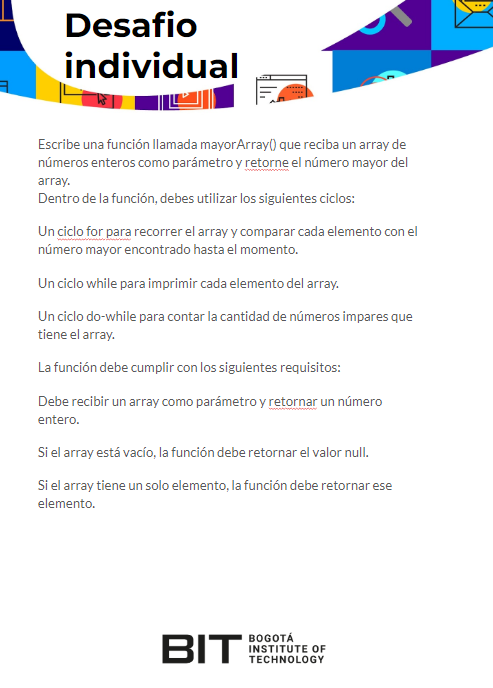 Desafio
individual
Escribe una función llamada mayorArray() que reciba un array de
números enteros como parámetro y retorne el número mayor del
array.
Dentro de la función, debes utilizar los siguientes ciclos:
Un ciclo for para recorrer el array y comparar cada elemento con el
número mayor encontrado hasta el momento.
Un ciclo while para imprimir cada elemento del array.
Un ciclo do-while para contar la cantidad de números impares que
tiene el array.
La función debe cumplir con los siguientes requisitos:
Debe recibir un array como parámetro y retornar un número
entero.
Si el array está vacío, la función debe retornar el valor null.
Si el array tiene un solo elemento, la función debe retornar ese
elemento.
BIT BOGOTÁ
INSTITUTE OF
TECHNOLOGY